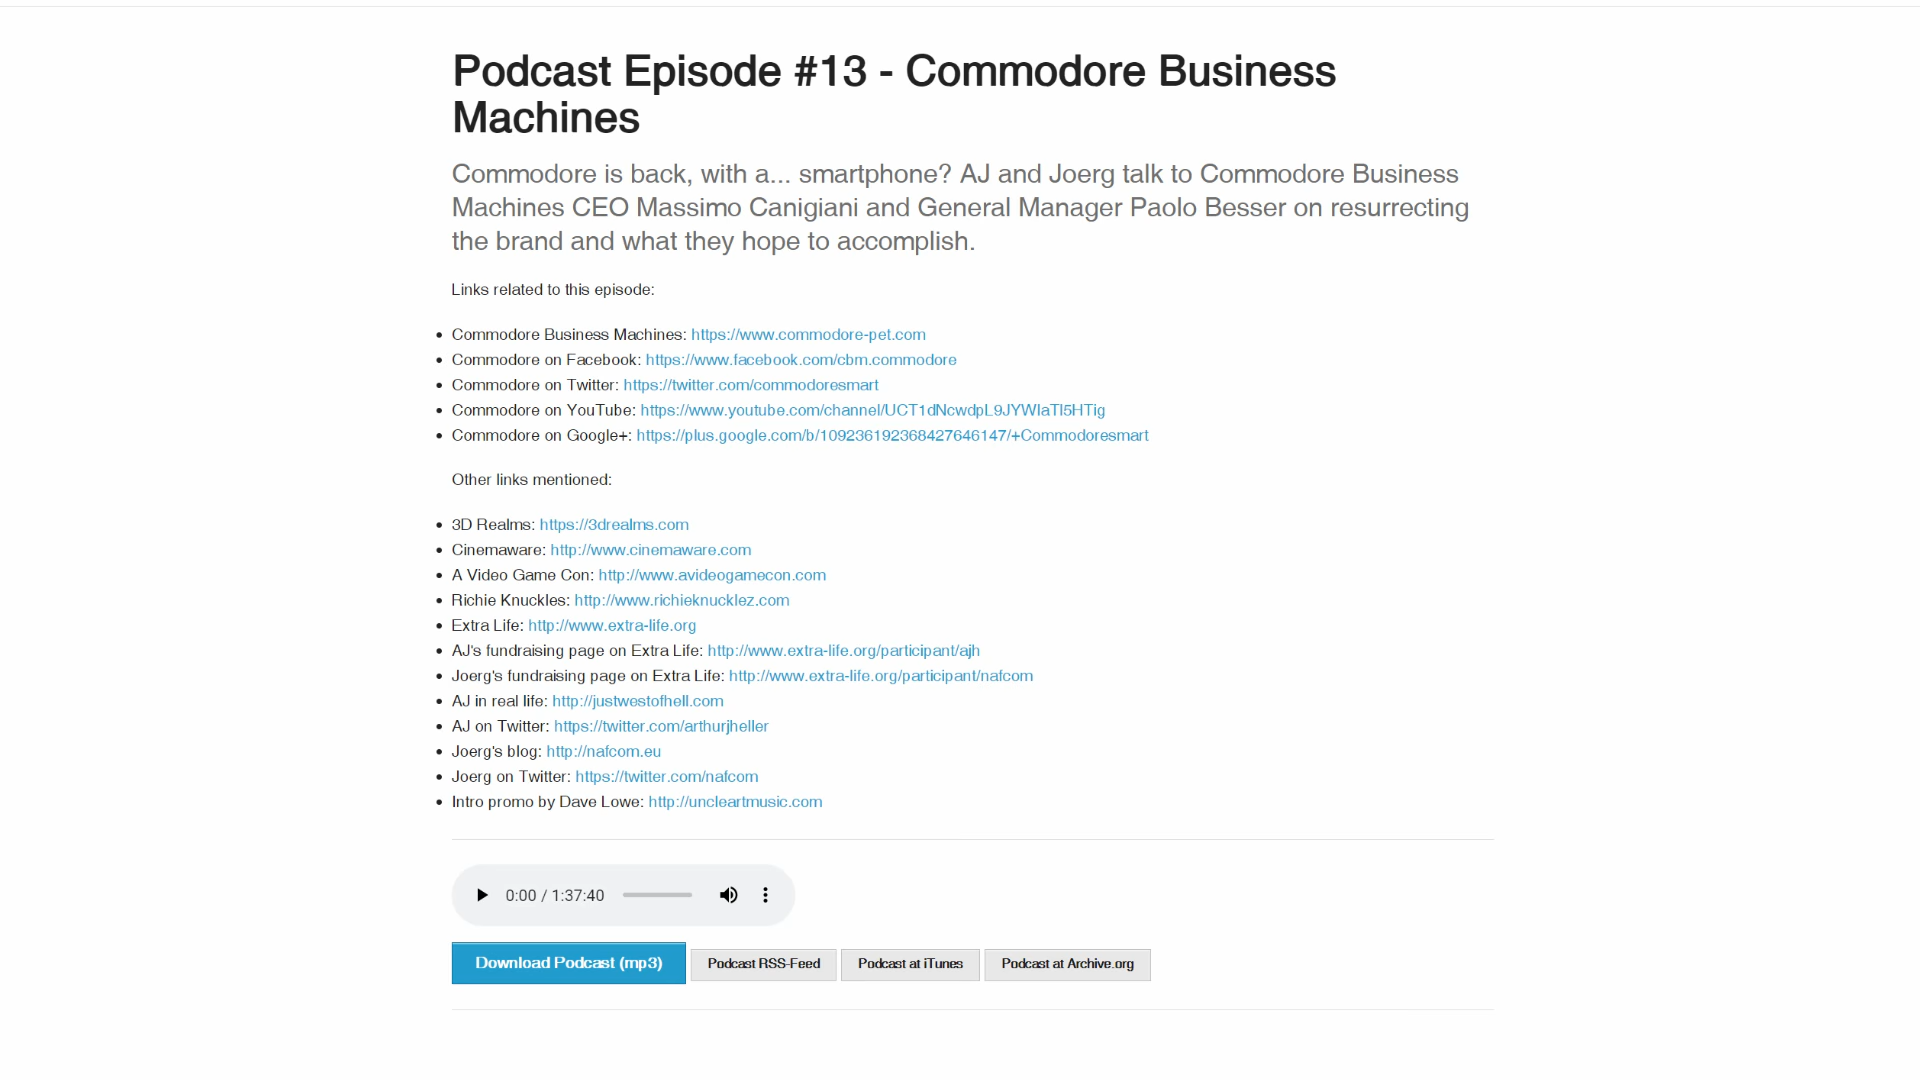 Podcast Episode #13 - Commodore Business
Machines
Commodore is back, with a... smartphone? AJ and Joerg talk to Commodore Business
Machines CEO Massimo Canigiani and General Manager Paolo Besser on resurrecting
the brand and what they hope to accomplish.
Links related to this episode:
Commodore Business Machines: https://www.commodore-pet.com
Commodore on Facebook: https://www.facebook.com/cbm.commodore
Commodore on Twitter: https://twitter.com/commodoresmart
Commodore on YouTube: https://www.youtube.com/channel/UCT1dNcwdpL9JYWIaTI5HTig
Commodore on Google+: https://plus.google.com/b/109236192368427646147/+Commodoresmart
Other links mentioned:
3D Realms: https://3drealms.com
Cinemaware: http://www.cinemaware.com
A Video Game Con: http://www.avideogamecon.com
Richie Knuckles: http://www.richieknucklez.com
Extra Life: http://www.extra-life.org
AJ's fundraising page on Extra Life: http://www.extra-life.org/participant/ajh
Joerg's fundraising page on Extra Life: http://www.extra-life.org/participant/nafcom
AJ in real life: http://justwestofhell.com
AJ on Twitter: https://twitter.com/arthurjheller
Joerg's blog: http://nafcom.eu
Joerg on Twitter: https://twitter.com/nafcom
Intro promo by Dave Lowe: http://uncleartmusic.com
0:00 / 1:37:40
Download Podcast (mp3) Podcast RSS-Feed Podcast at iTunes Podcast at Archive.org